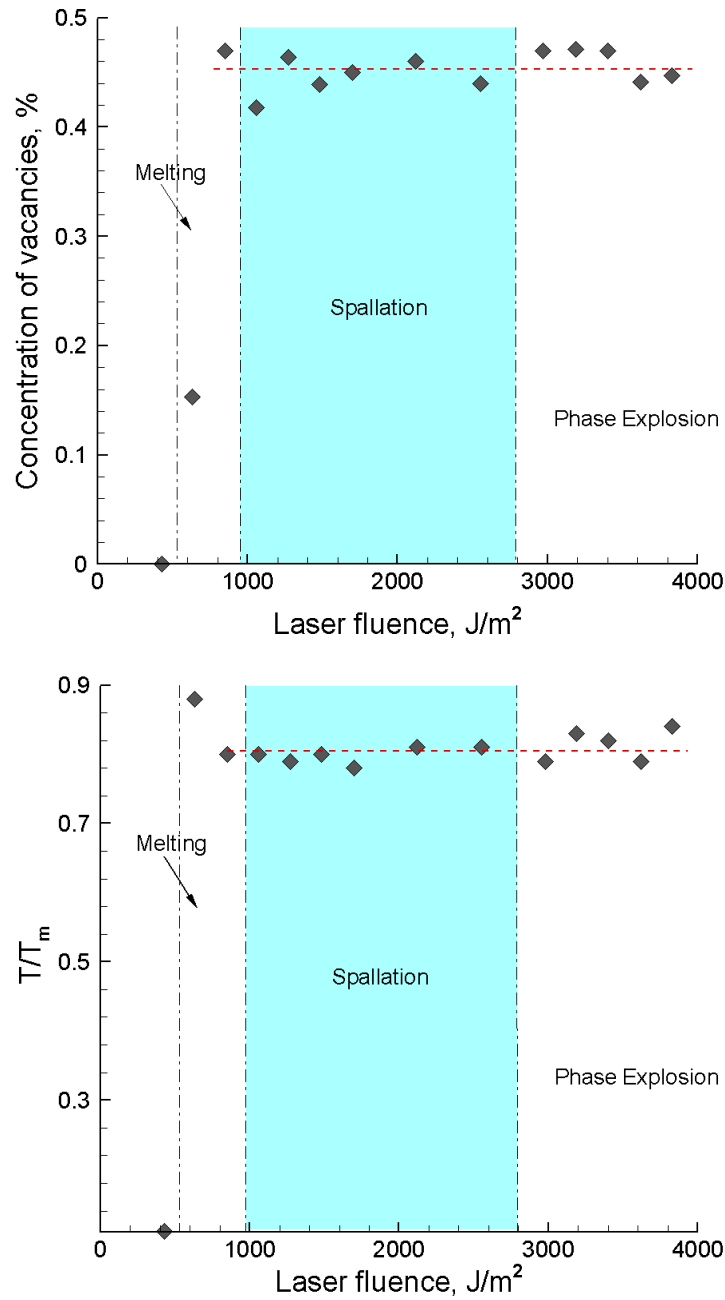 0.5
0.4
0.3
0.2
0.1
0
Concentration of vacancies, %
Melting
Spallation
Phase Explosion
0 1000 2000 3000 4000
Laser fluence, J/m²
0.9
0.7
0.5
0.3
T/Tₘ
Melting
Spallation
Phase Explosion
0 1000 2000 3000 4000
Laser fluence, J/m²